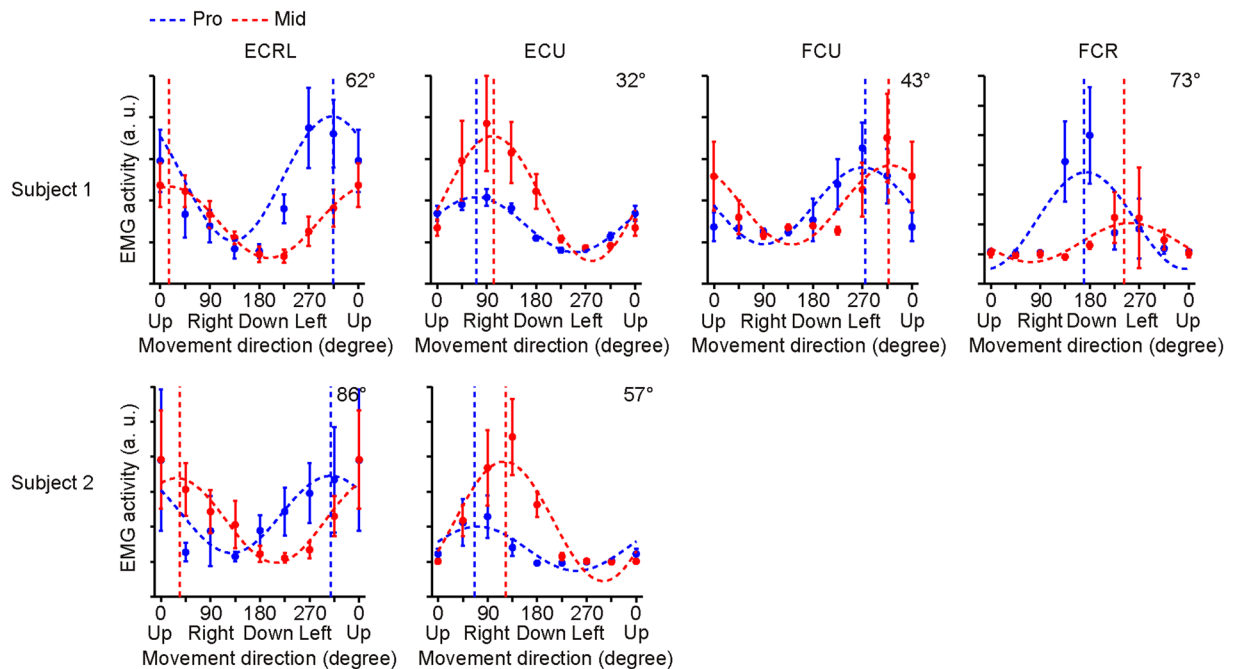 Pro Mid
ECRL ECU FCU FCR
62° 32° 43° 73°
Subject 1
EMG activity (a. u.)
0 90 180 270 0 0 90 180 270 0 0 90 180 270 0 0 90 180 270 0
Up Right Down Left Up Up Right Down Left Up Up Right Down Left Up Up Right Down Left Up
Movement direction (degree) Movement direction (degree) Movement direction (degree) Movement direction (degree)
86° 57°
Subject 2
EMG activity (a. u.)
0 90 180 270 0 0 90 180 270 0
Up Right Down Left Up Up Right Down Left Up
Movement direction (degree) Movement direction (degree)